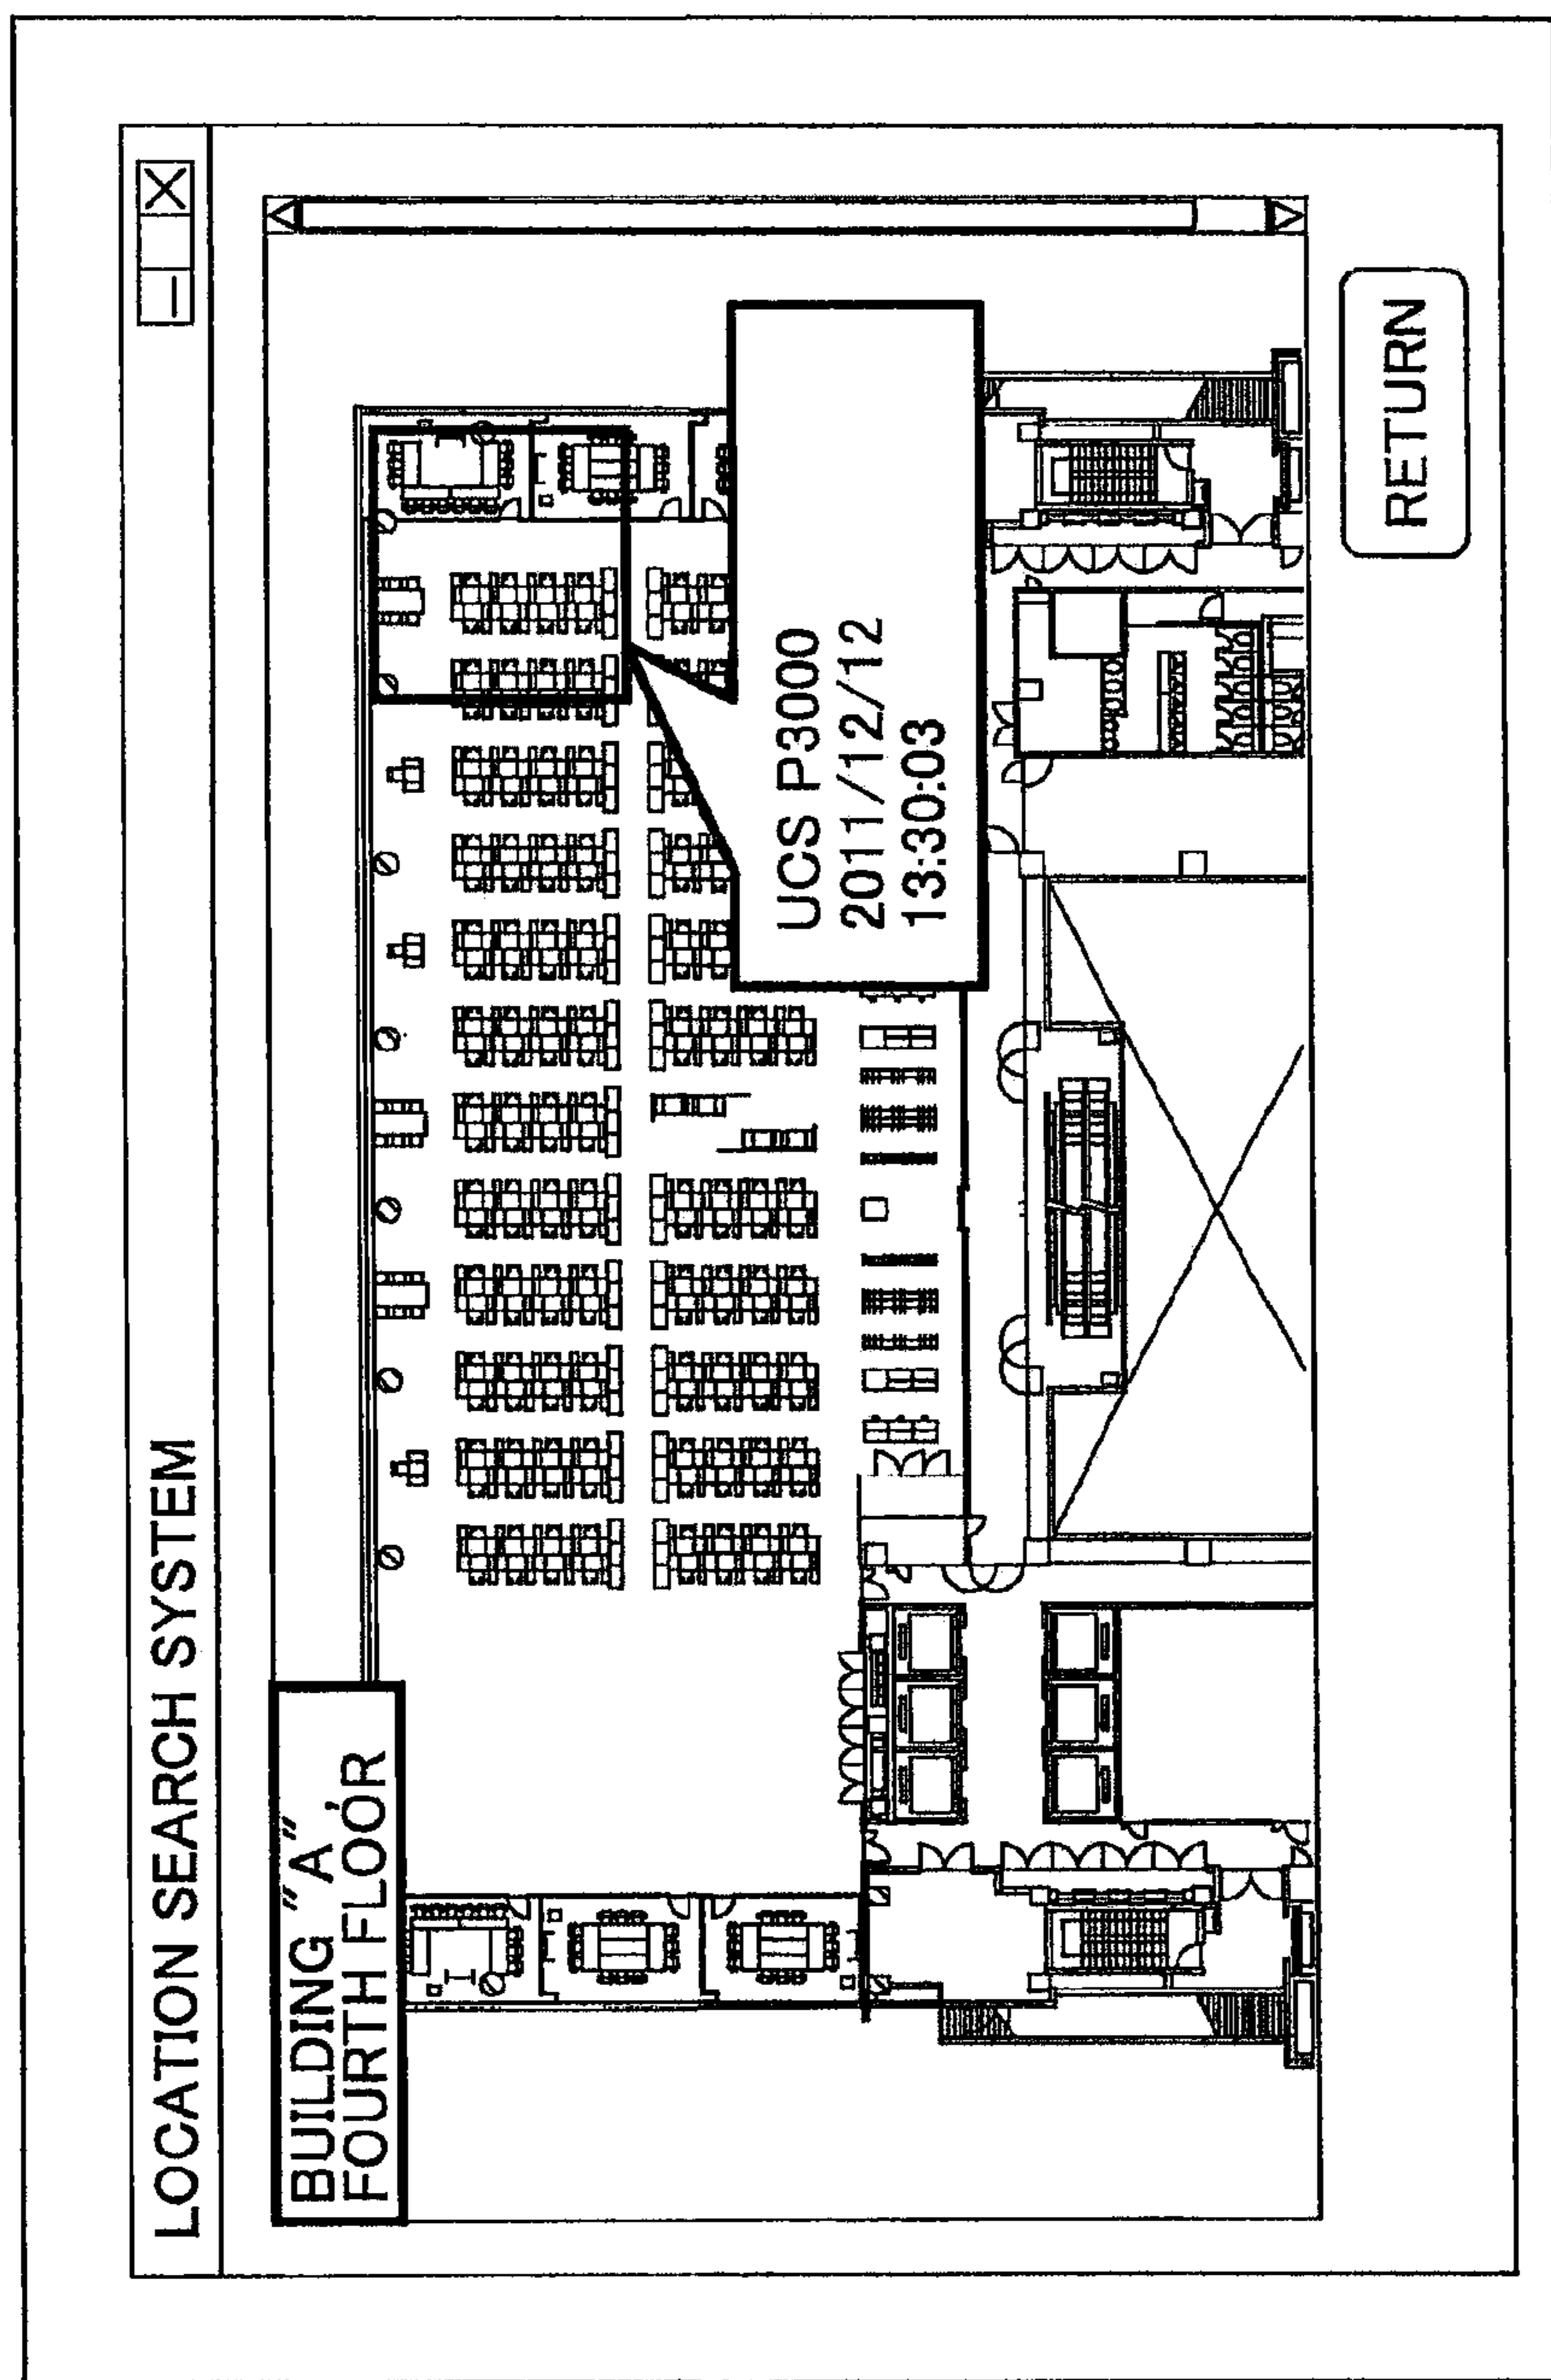 LOCATION SEARCH SYSTEM
BUILDING "A",
FOURTH FLOOR
UCS P3000
2011/12/12
13:30:03
RETURN